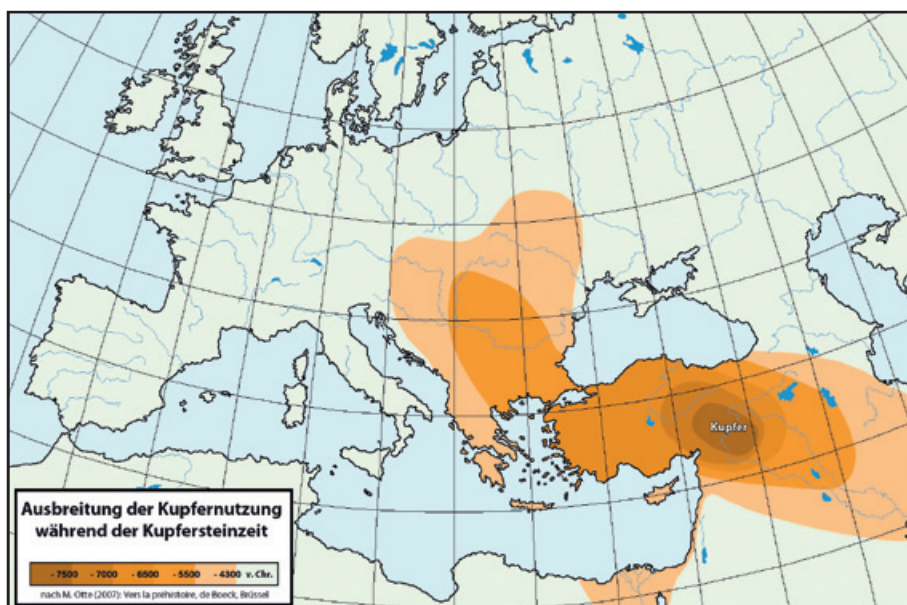 Kupfer
Ausbreitung der Kupfernutzung
während der Kupfersteinzeit
- 7500 - 7000 - 6500 - 5500 - 4300 v. Chr.
nach M. Otte (2007): Vers la préhistoire, de Boeck, Brüssel